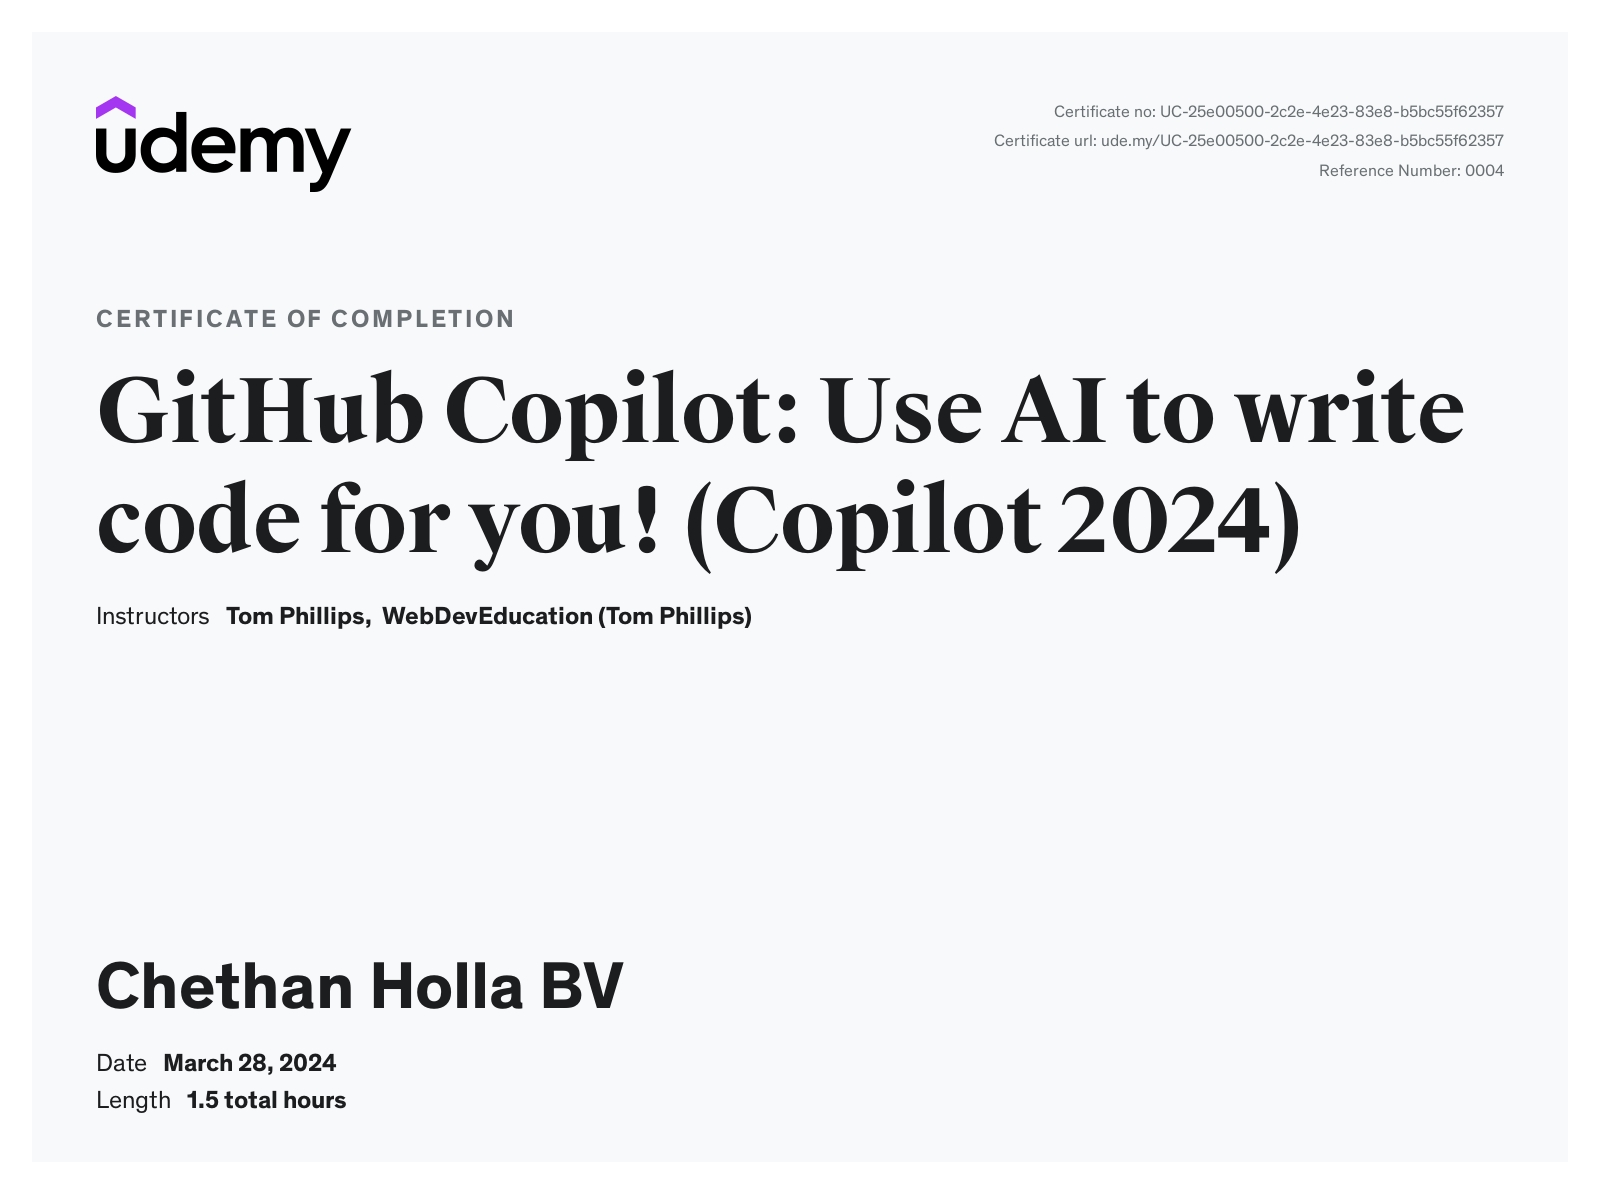 udemy
Certificate no: UC-25e00500-2c2e-4e23-83e8-b5bc55f62357
Certificate url: ude.my/UC-25e00500-2c2e-4e23-83e8-b5bc55f62357
Reference Number: 0004
CERTIFICATE OF COMPLETION
GitHub Copilot: Use AI to write
code for you! (Copilot 2024)
Instructors Tom Phillips, WebDevEducation (Tom Phillips)
Chethan Holla BV
Date March 28, 2024
Length 1.5 total hours